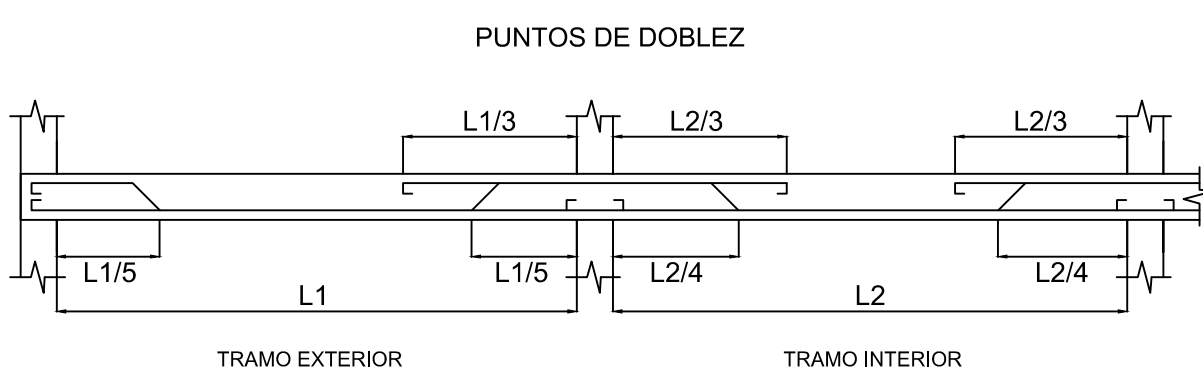 PUNTOS DE DOBLEZ
L1/3 L2/3 L2/3
L1/5 L1/5 L2/4 L2/4
L1 L2
TRAMO EXTERIOR TRAMO INTERIOR